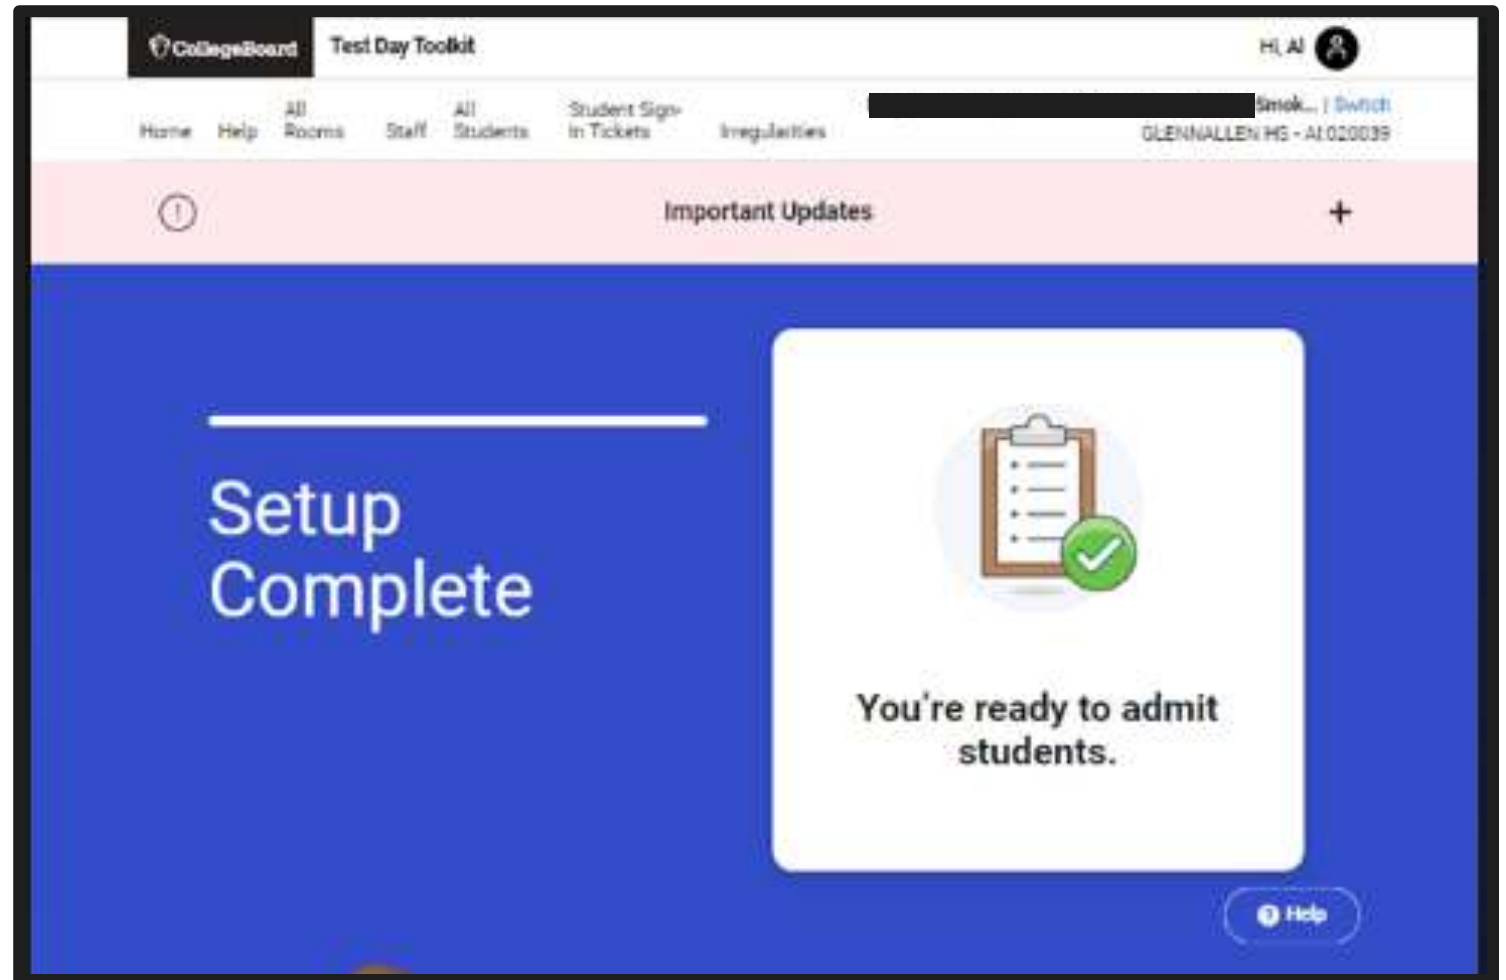 CollegeBoard
Test Day Toolkit
Hi, Al
Home
Help
All
Rooms
Staff
All
Students
Student Sign-
In Tickets
Irregularities
Smok... | Switch
GLENNALLEN HS - AI:020039
Important Updates
+
Setup
Complete
You're ready to admit
students.
? Help